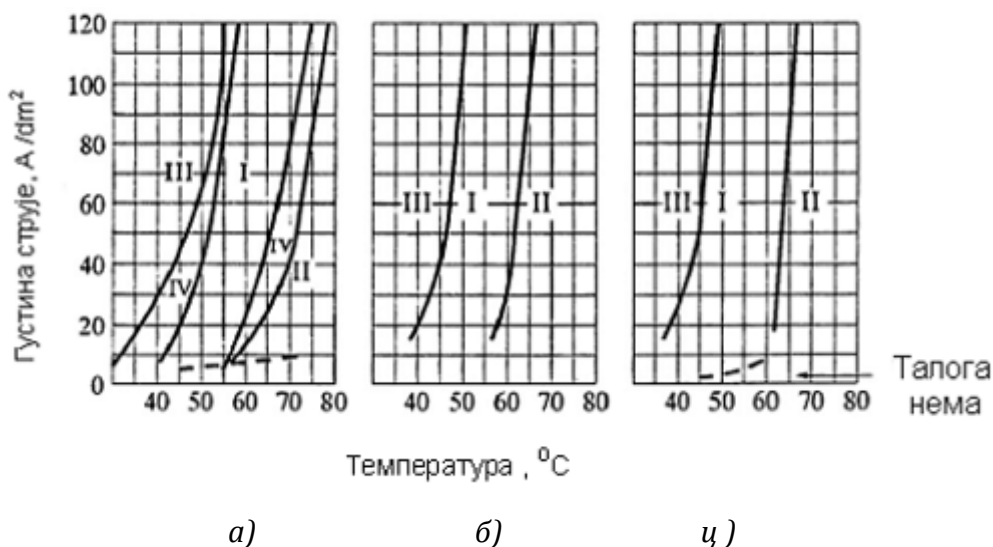 Густина струје, А /dm²
120
100
80
60
40
20
0
III
I
IV
IV
II
III
I
II
III
I
II
40 50 60 70 80
40 50 60 70 80
40 50 60 70 80
Талога
нема
Температура , ⁰С
а)
б)
ц )